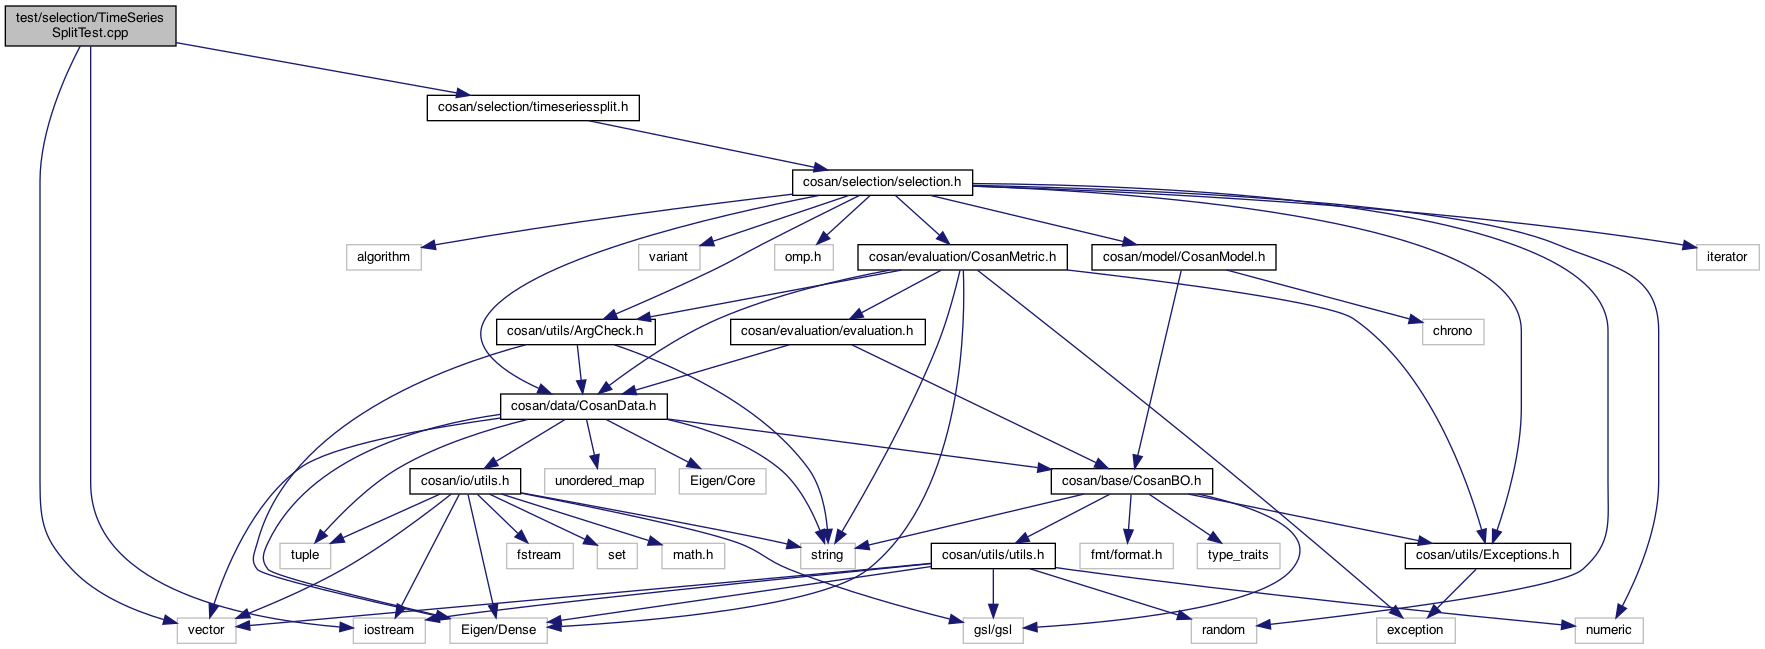 test/selection/TimeSeries
SplitTest.cpp
cosan/selection/timeseriessplit.h
cosan/selection/selection.h
algorithm
variant
omp.h
cosan/evaluation/CosanMetric.h
cosan/model/CosanModel.h
iterator
cosan/utils/ArgCheck.h
cosan/evaluation/evaluation.h
chrono
cosan/data/CosanData.h
cosan/io/utils.h
unordered_map
Eigen/Core
cosan/base/CosanBO.h
tuple
fstream
set
math.h
string
cosan/utils/utils.h
fmt/format.h
type_traits
cosan/utils/Exceptions.h
vector
iostream
Eigen/Dense
gsl/gsl
random
exception
numeric